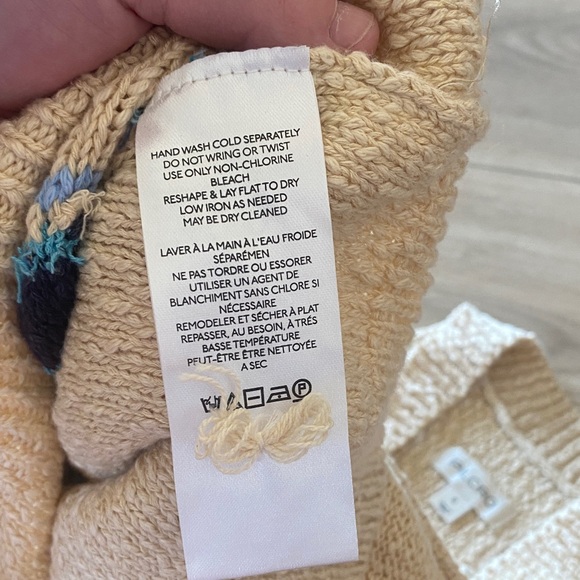 HAND WASH COLD SEPARATELY
DO NOT WRING OR TWIST
USE ONLY NON-CHLORINE
BLEACH
RESHAPE & LAY FLAT TO DRY
LOW IRON AS NEEDED
MAY BE DRY CLEANED
LAVER À LA MAIN À L'EAU FROIDE
SÉPARÉMEN
NE PAS TORDRE OU ESSORER
UTILISER UN AGENT DE
BLANCHIMENT SANS CHLORE SI
NÉCESSAIRE
REMODELER ET SÉCHER À PLAT
REPASSER, AU BESOIN, À TRÉS
BASSE TEMPÉRATURE
PEUT-ÊTRE ÊTRE NETTOYÉE
A SEC
P